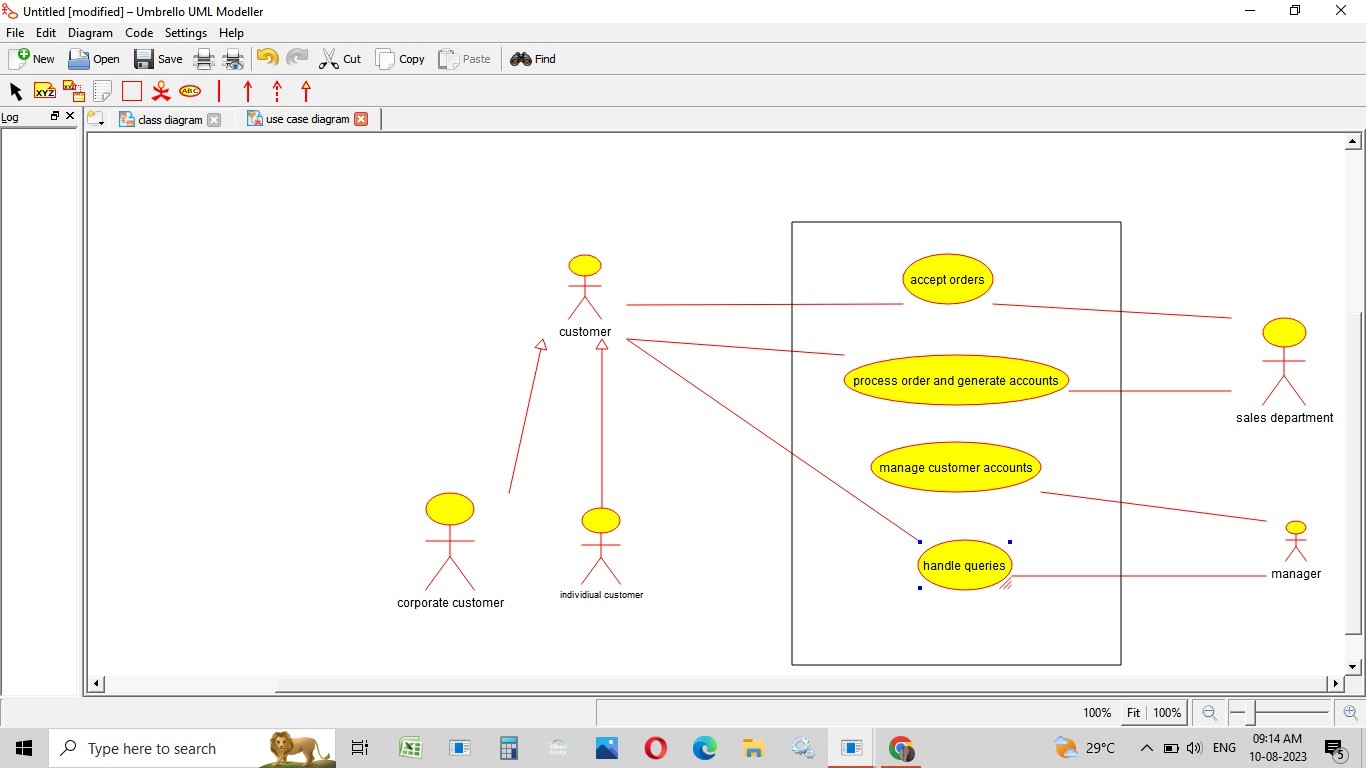 Untitled [modified] – Umbrello UML Modeller
File Edit Diagram Code Settings Help
New Open Save Cut Copy Paste Find
XYZ XYZ ABC
Log
class diagram use case diagram
accept orders
customer
process order and generate accounts
sales department
manage customer accounts
handle queries
manager
individiual customer
corporate customer
100% Fit 100%
Type here to search
29°C ENG
09:14 AM
10-08-2023
5